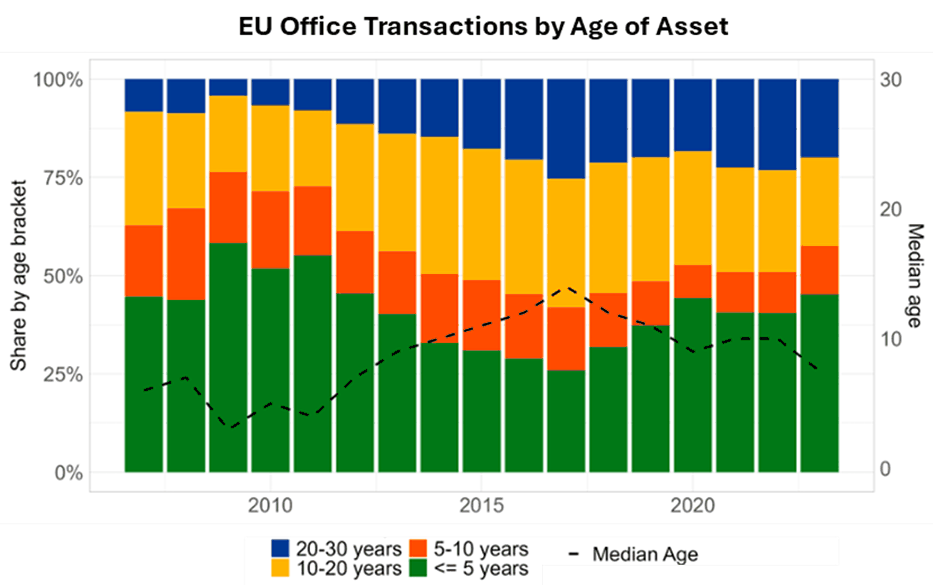 EU Office Transactions by Age of Asset
100%
75%
50%
25%
0%
Share by age bracket
30
20
10
0
Median age
2010 2015 2020
20-30 years 5-10 years
10-20 years <= 5 years
Median Age